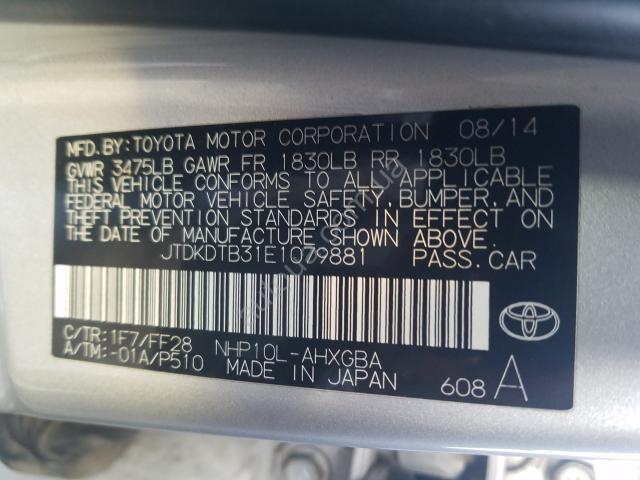 MFD. BY: TOYOTA MOTOR CORPORATION 08/14
GVWR 3475LB GAWR FR 1830LB RR 1830LB
THIS VEHICLE CONFORMS TO ALL APPLICABLE
FEDERAL MOTOR VEHICLE SAFETY, BUMPER, AND
THEFT PREVENTION STANDARDS IN EFFECT ON
THE DATE OF MANUFACTURE SHOWN ABOVE.
JTDKDTB31E1079881 PASS. CAR
C/TR: 1F7/FF28 NHP10L-AHXGBA
A/TM: -01A/P510 MADE IN JAPAN
608 A